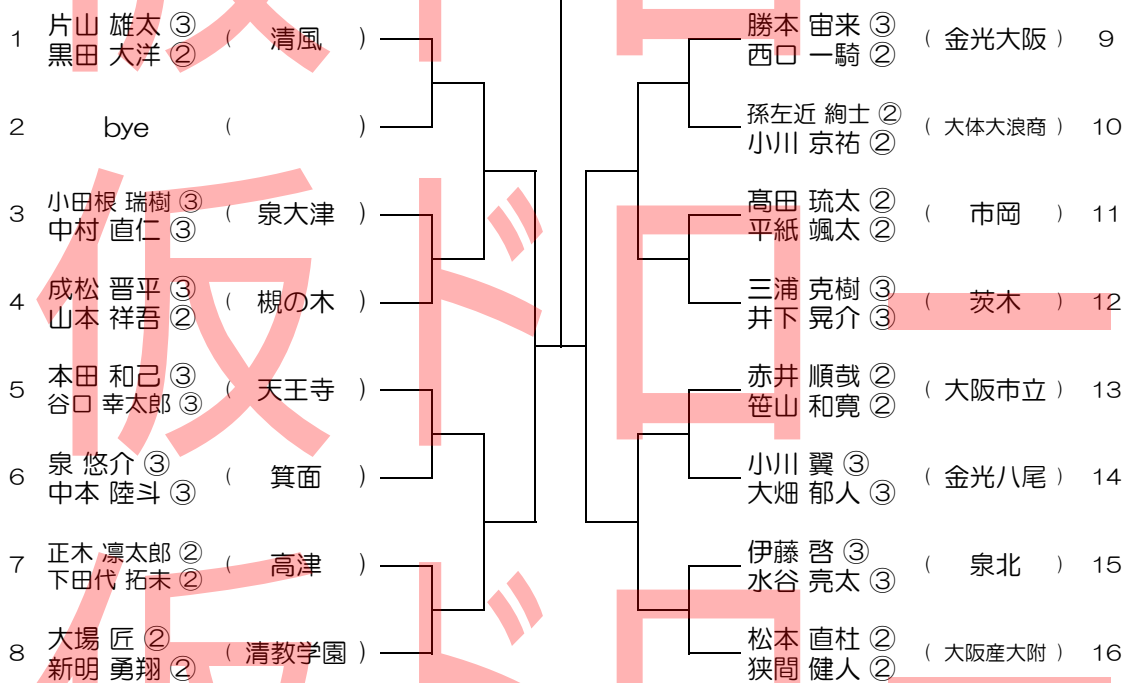 1 片山 雄太 ③ ( 清風 )
黒田 大洋 ②
2 bye ( )
3 小田根 瑞樹 ③ ( 泉大津 )
中村 直仁 ③
4 成松 晋平 ③ ( 槻の木 )
山本 祥吾 ②
5 本田 和己 ③ ( 天王寺 )
谷口 幸太郎 ③
6 泉 悠介 ③ ( 箕面 )
中本 陸斗 ③
7 正木 凛太郎 ② ( 高津 )
下田代 拓未 ②
8 大場 匠 ② ( 清教学園 )
新明 勇翔 ②
勝本 宙来 ③ ( 金光大阪 ) 9
西口 一騎 ②
孫左近 絢士 ② ( 大体大浪商 ) 10
小川 京祐 ②
髙田 琉太 ② ( 市岡 ) 11
平紙 颯太 ②
三浦 克樹 ③ ( 茨木 ) 12
井下 晃介 ③
赤井 順哉 ② ( 大阪市立 ) 13
笹山 和寛 ②
小川 翼 ③ ( 金光八尾 ) 14
大畑 郁人 ③
伊藤 啓 ③ ( 泉北 ) 15
水谷 亮太 ③
松本 直杜 ② ( 大阪産大附 ) 16
狭間 健人 ②
仮ドロー
仮ドロ